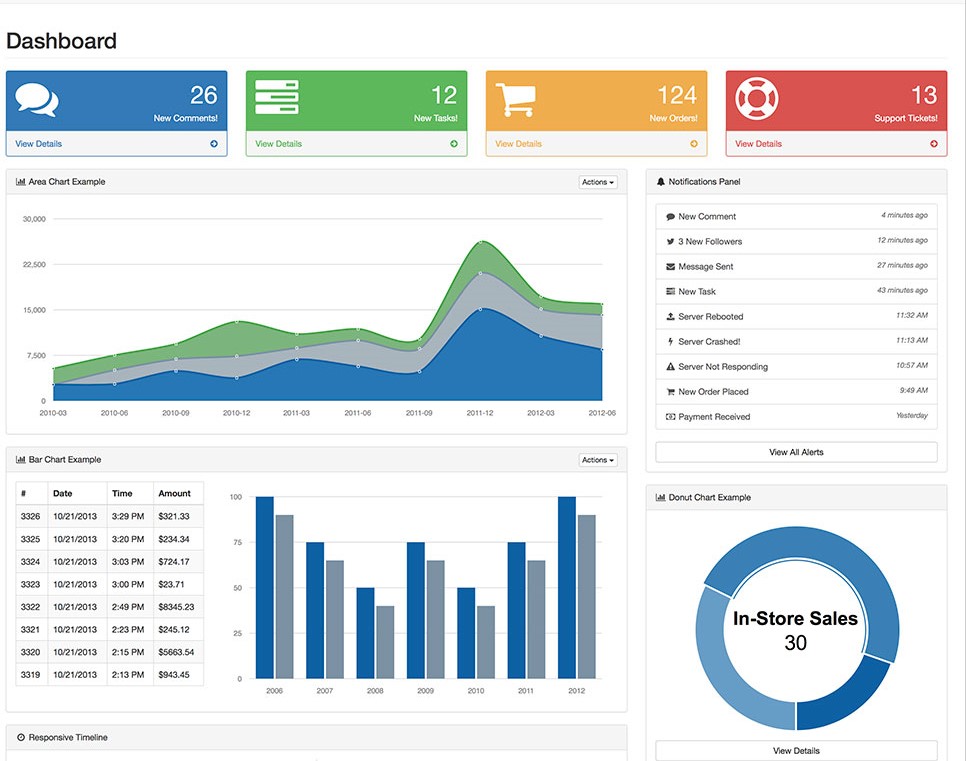 Dashboard
26
New Comments!
View Details
12
New Tasks!
View Details
124
New Orders!
View Details
13
Support Tickets!
View Details
Area Chart Example
Actions
30,000
22,500
15,000
7,500
0
2010-03 2010-06 2010-09 2010-12 2011-03 2011-06 2011-09 2011-12 2012-03 2012-06
Notifications Panel
New Comment 4 minutes ago
3 New Followers 12 minutes ago
Message Sent 27 minutes ago
New Task 43 minutes ago
Server Rebooted 11:32 AM
Server Crashed! 11:13 AM
Server Not Responding 10:57 AM
New Order Placed 9:49 AM
Payment Received Yesterday
View All Alerts
Bar Chart Example
Actions
# Date Time Amount
3326 10/21/2013 3:29 PM $321.33
3325 10/21/2013 3:20 PM $234.34
3324 10/21/2013 3:03 PM $724.17
3323 10/21/2013 3:00 PM $23.71
3322 10/21/2013 2:49 PM $8345.23
3321 10/21/2013 2:23 PM $245.12
3320 10/21/2013 2:15 PM $5663.54
3319 10/21/2013 2:13 PM $943.45
100
75
50
25
0
2006 2007 2008 2009 2010 2011 2012
Donut Chart Example
In-Store Sales
30
View Details
Responsive Timeline